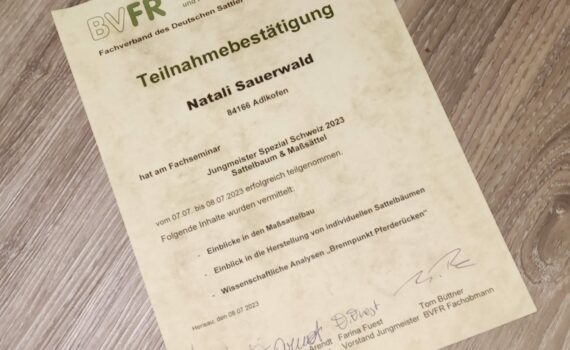 BVFR
und
Fachverband des Deutschen Sattler
Teilnahmebestätigung
Natali Sauerwald
84166 Adlkofen
hat am Fachseminar
Jungmeister Spezial Schweiz 2023
Sattelbaum & Maßsättel
vom 07.07. bis 08.07.2023 erfolgreich teilgenommen.
Folgende Inhalte wurden vermittelt:
- Einblicke in den Maßsattelbau
- Einblick in die Herstellung von individuellen Sattelbäumen
- Wissenschaftliche Analysen „Brennpunkt Pferderücken“
Hersau, den 08.07.2023
Arendt
Farina Fuest
Vorstand Jungmeister
Tom Büttner
BVFR Fachobmann